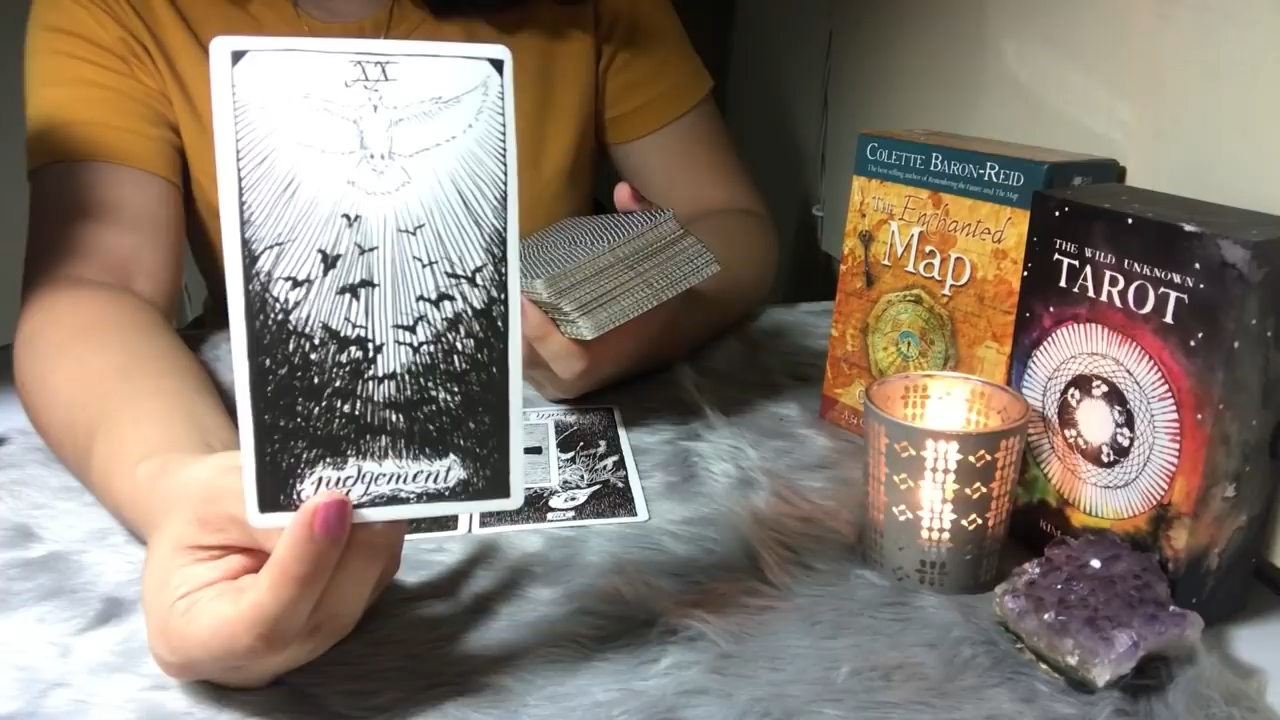 XX
judgement
COLETTE BARON-REID
The best-selling author of Remembering the Future and The Map
THE Enchanted
Map
THE WILD UNKNOWN
TAROT
KIM